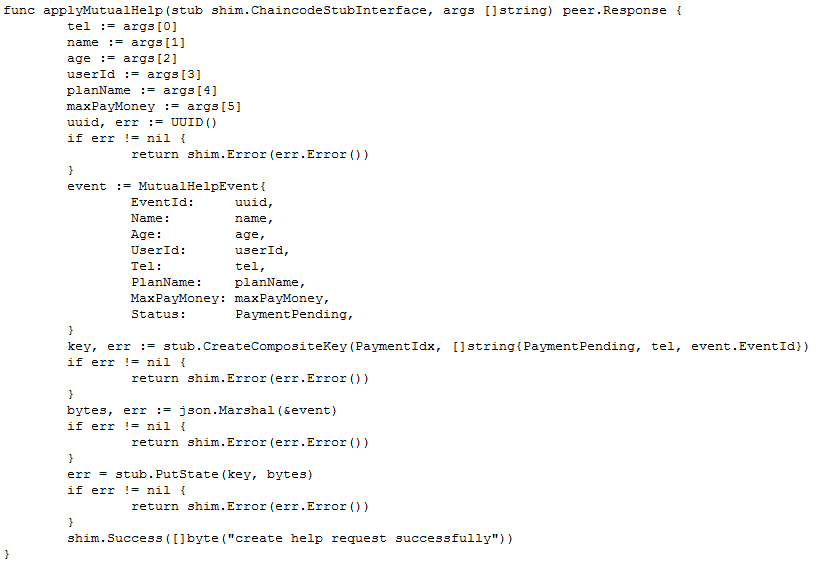 func applyMutualHelp(stub shim.ChaincodeStubInterface, args []string) peer.Response {
        tel := args[0]
        name := args[1]
        age := args[2]
        userId := args[3]
        planName := args[4]
        maxPayMoney := args[5]
        uuid, err := UUID()
        if err != nil {
                return shim.Error(err.Error())
        }
        event := MutualHelpEvent{
                EventId:     uuid,
                Name:        name,
                Age:         age,
                UserId:      userId,
                Tel:         tel,
                PlanName:    planName,
                MaxPayMoney: maxPayMoney,
                Status:      PaymentPending,
        }
        key, err := stub.CreateCompositeKey(PaymentIdx, []string{PaymentPending, tel, event.EventId})
        if err != nil {
                return shim.Error(err.Error())
        }
        bytes, err := json.Marshal(&event)
        if err != nil {
                return shim.Error(err.Error())
        }
        err = stub.PutState(key, bytes)
        if err != nil {
                return shim.Error(err.Error())
        }
        shim.Success([]byte("create help request successfully"))
}